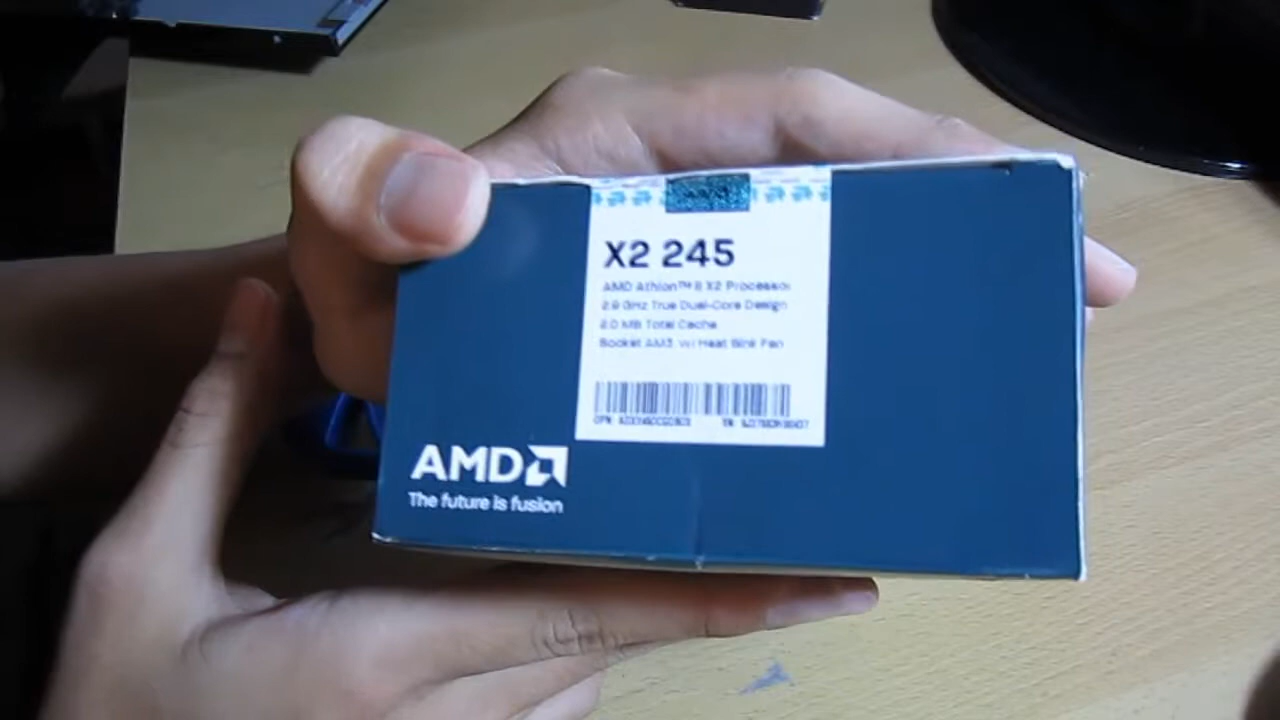 X2 245
AMD Athlon™ II X2 Processor
2.9 GHz True Dual-Core Design
2.0 MB Total Cache
Socket AM3 w/ Heat Sink Fan
AMD
The future is fusion